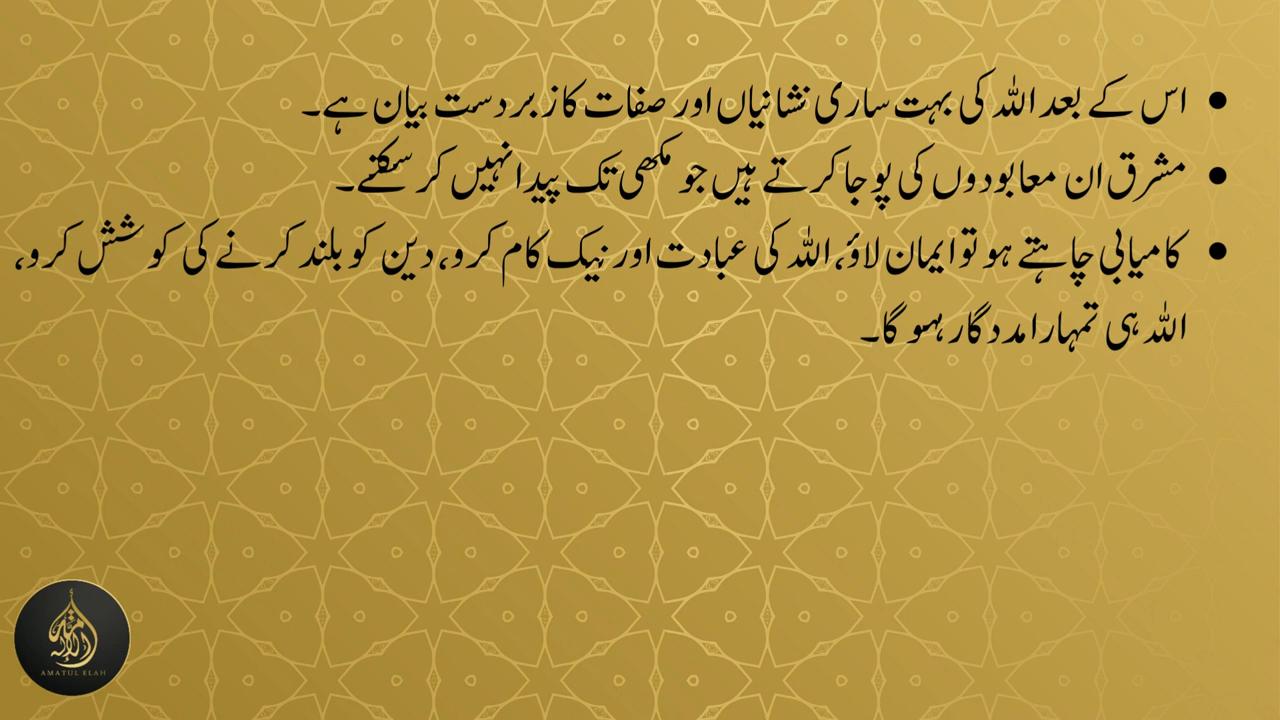 • اس کے بعد اللہ کی بہت ساری نشانیاں اور صفات کا زبردست بیان ہے۔
• مشرق ان معابودوں کی پوجا کرتے ہیں جو مکھی تک پیدا نہیں کر سکتے۔
• کامیابی چاہتے ہو تو ایمان لاؤ، اللہ کی عبادت اور نیک کام کرو، دین کو بلند کرنے کی کوشش کرو،
اللہ ہی تمہارا مددگار ہو گا۔
AMATUL ELAH